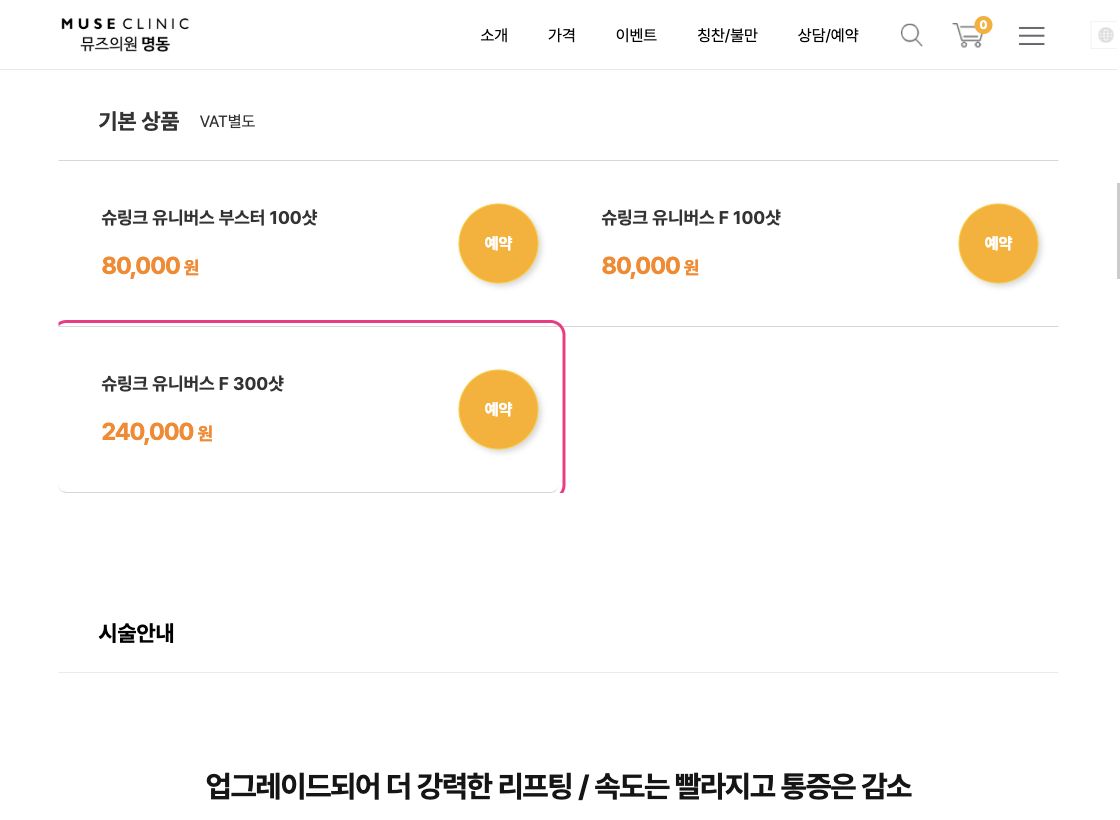 MUSE CLINIC
뮤즈의원 명동
소개 가격 이벤트 칭찬/불만 상담/예약 0
기본 상품 VAT별도
슈링크 유니버스 부스터 100샷
80,000 원
예약
슈링크 유니버스 F 100샷
80,000 원
예약
슈링크 유니버스 F 300샷
240,000 원
예약
시술안내
업그레이드되어 더 강력한 리프팅 / 속도는 빨라지고 통증은 감소